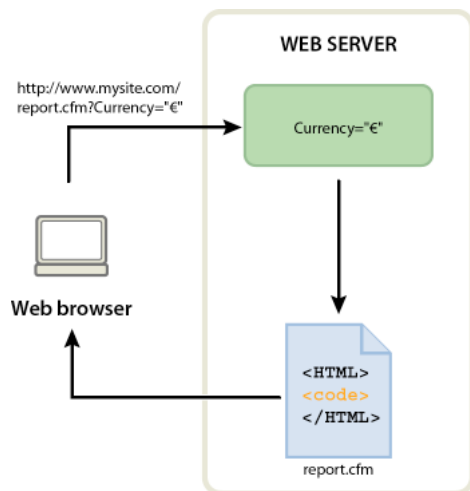 WEB SERVER
http://www.mysite.com/
report.cfm?Currency="€"
Currency="€"
Web browser
<HTML>
<code>
</HTML>
report.cfm